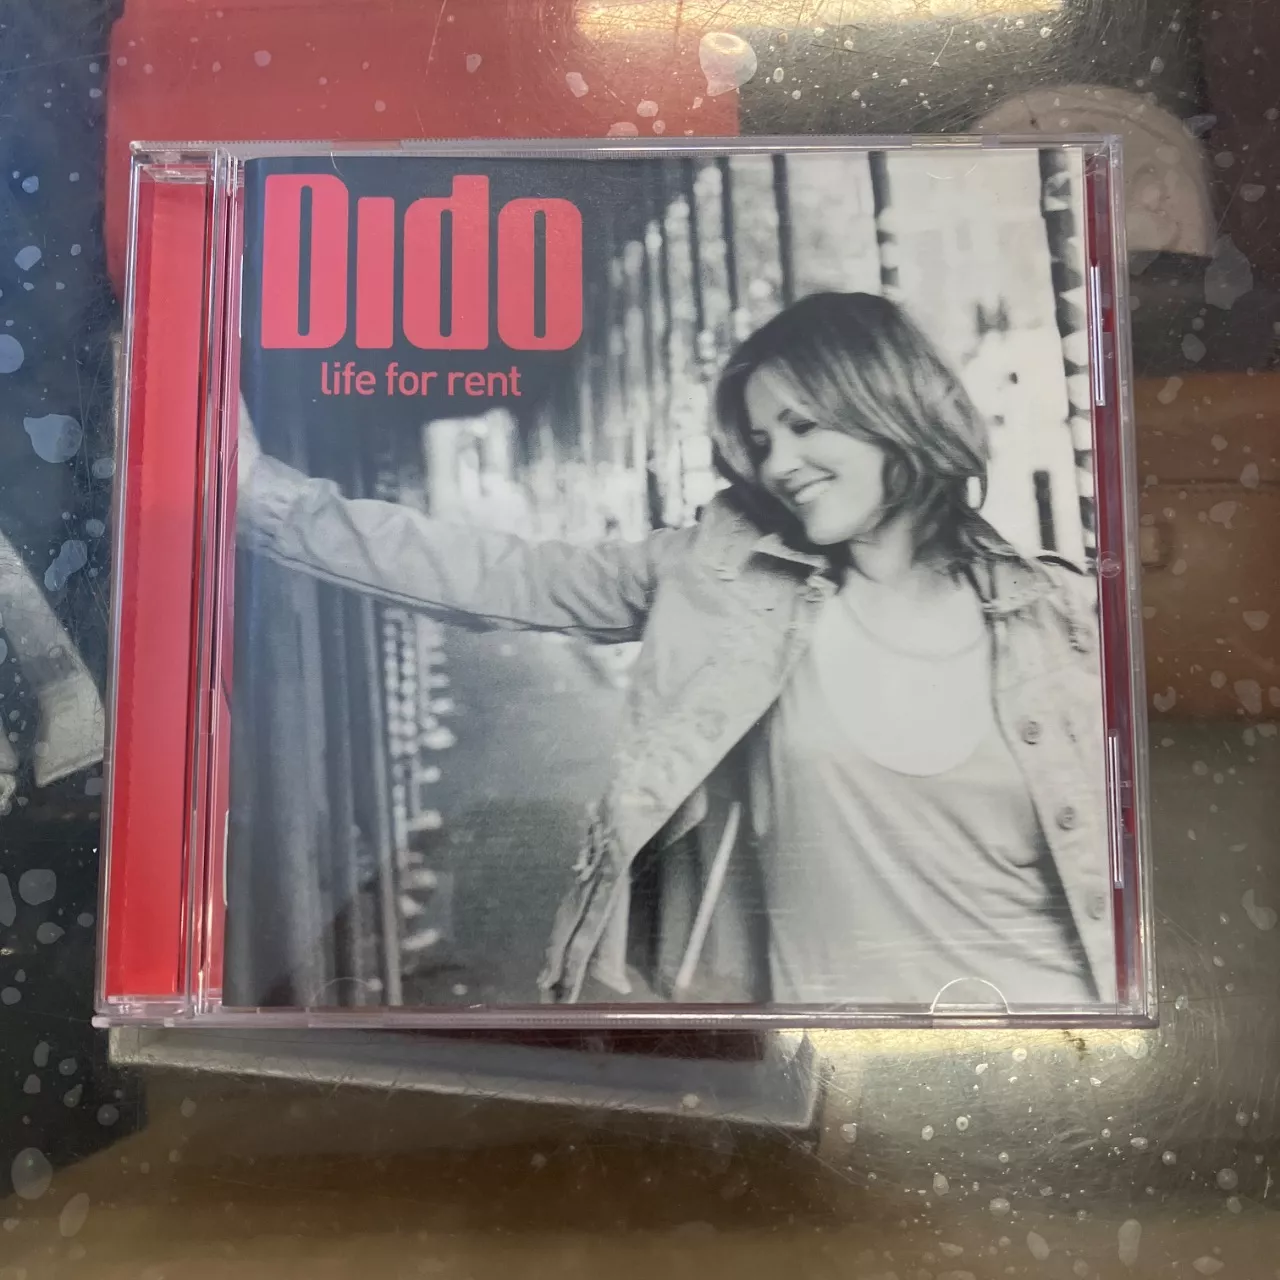 Dido
life for rent